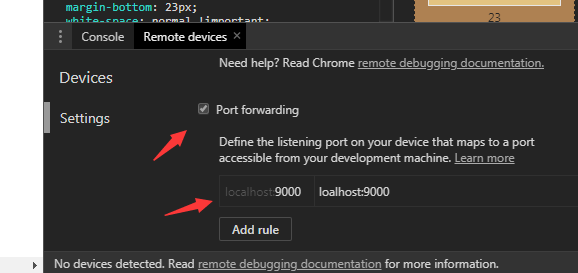 margin-bottom: 23px;
white-space: normal !important;
23
Console Remote devices ×
Need help? Read Chrome remote debugging documentation.
Devices
Settings
Port forwarding
Define the listening port on your device that maps to a port
accessible from your development machine. Learn more
localhost:9000 loalhost:9000
Add rule
No devices detected. Read remote debugging documentation for more information.